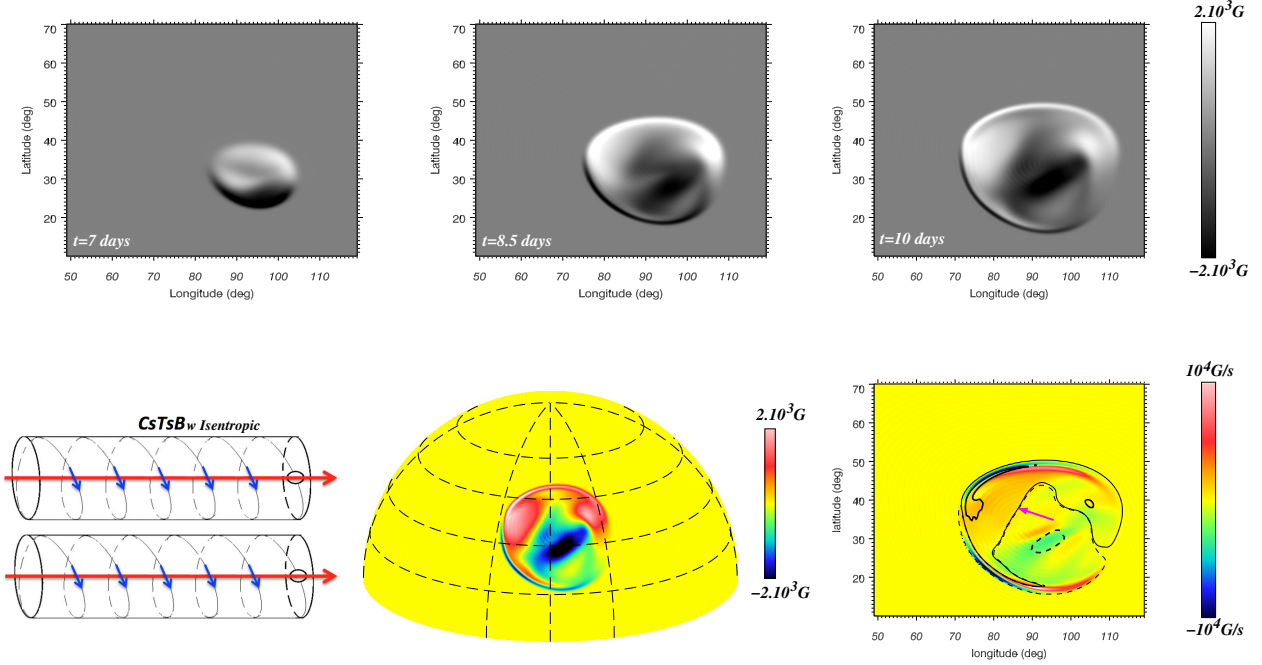 2.10³G
70
60
50
40
30
20
Latitude (deg)
t=7 days
50 60 70 80 90 100 110
Longitude (deg)
70
60
50
40
30
20
Latitude (deg)
t=8.5 days
50 60 70 80 90 100 110
Longitude (deg)
70
60
50
40
30
20
Latitude (deg)
t=10 days
50 60 70 80 90 100 110
Longitude (deg)
−2.10³G
CsTsBw Isentropic
2.10³G
−2.10³G
10⁴G/s
70
60
50
40
30
20
latitude (deg)
50 60 70 80 90 100 110
longitude (deg)
−10⁴G/s